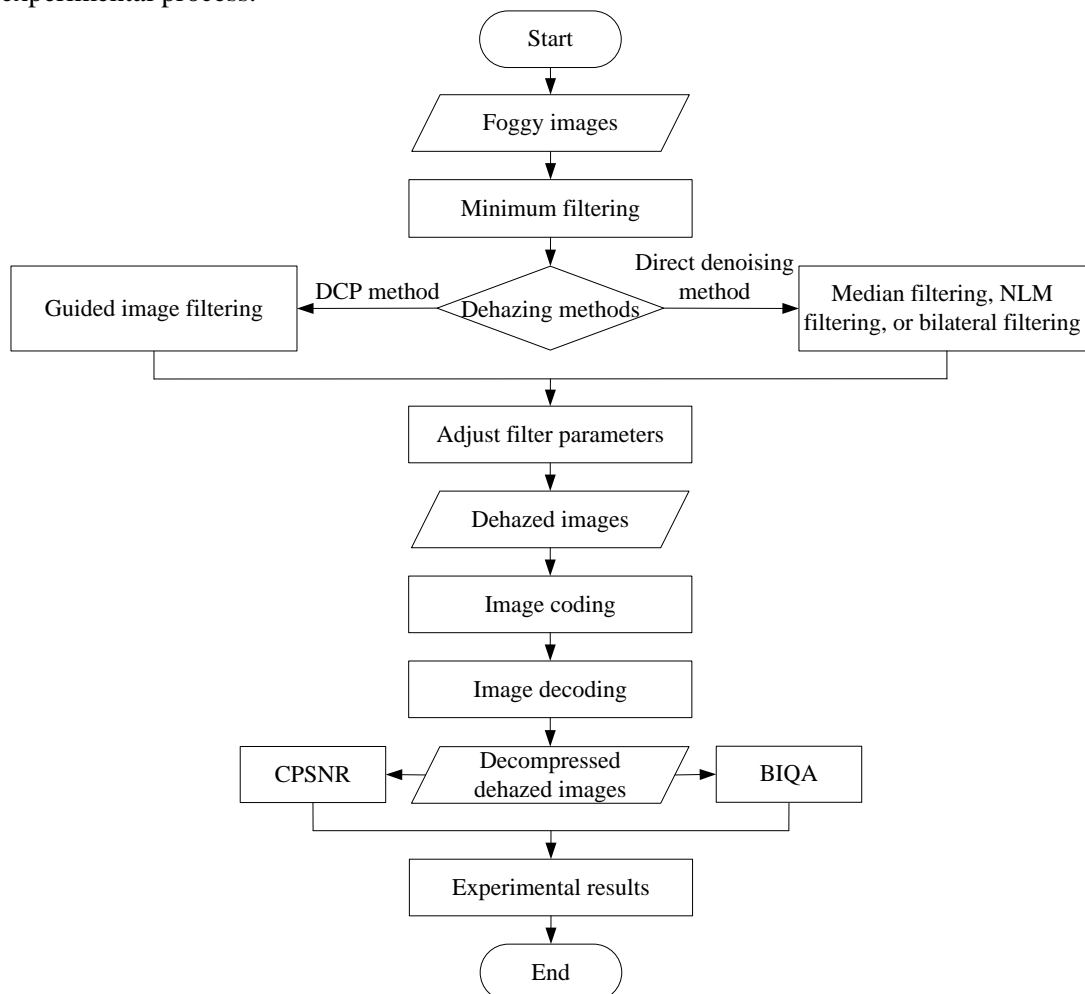 experimental process.
Start
Foggy images
Minimum filtering
Direct denoising
method
DCP method
Guided image filtering
Dehazing methods
Median filtering, NLM
filtering, or bilateral filtering
Adjust filter parameters
Dehazed images
Image coding
Image decoding
CPSNR
Decompressed
dehazed images
BIQA
Experimental results
End